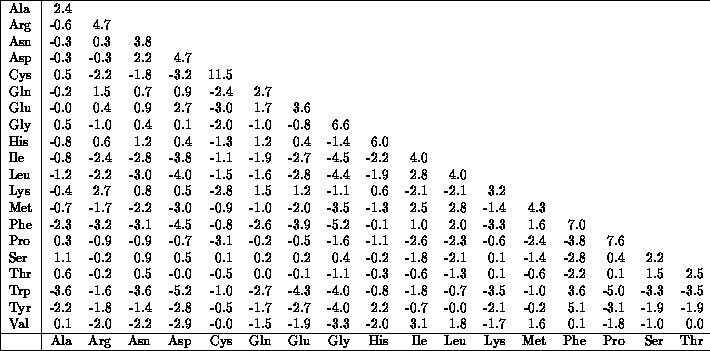 Ala 2.4
Arg -0.6 4.7
Asn -0.3 0.3 3.8
Asp -0.3 -0.3 2.2 4.7
Cys 0.5 -2.2 -1.8 -3.2 11.5
Gln -0.2 1.5 0.7 0.9 -2.4 2.7
Glu -0.0 0.4 0.9 2.7 -3.0 1.7 3.6
Gly 0.5 -1.0 0.4 0.1 -2.0 -1.0 -0.8 6.6
His -0.8 0.6 1.2 0.4 -1.3 1.2 0.4 -1.4 6.0
Ile -0.8 -2.4 -2.8 -3.8 -1.1 -1.9 -2.7 -4.5 -2.2 4.0
Leu -1.2 -2.2 -3.0 -4.0 -1.5 -1.6 -2.8 -4.4 -1.9 2.8 4.0
Lys -0.4 2.7 0.8 0.5 -2.8 1.5 1.2 -1.1 0.6 -2.1 -2.1 3.2
Met -0.7 -1.7 -2.2 -3.0 -0.9 -1.0 -2.0 -3.5 -1.3 2.5 2.8 -1.4 4.3
Phe -2.3 -3.2 -3.1 -4.5 -0.8 -2.6 -3.9 -5.2 -0.1 1.0 2.0 -3.3 1.6 7.0
Pro 0.3 -0.9 -0.9 -0.7 -3.1 -0.2 -0.5 -1.6 -1.1 -2.6 -2.3 -0.6 -2.4 -3.8 7.6
Ser 1.1 -0.2 0.9 0.5 0.1 0.2 0.2 0.4 -0.2 -1.8 -2.1 0.1 -1.4 -2.8 0.4 2.2
Thr 0.6 -0.2 0.5 -0.0 -0.5 0.0 -0.1 -1.1 -0.3 -0.6 -1.3 0.1 -0.6 -2.2 0.1 1.5 2.5
Trp -3.6 -1.6 -3.6 -5.2 -1.0 -2.7 -4.3 -4.0 -0.8 -1.8 -0.7 -3.5 -1.0 3.6 -5.0 -3.3 -3.5
Tyr -2.2 -1.8 -1.4 -2.8 -0.5 -1.7 -2.7 -4.0 2.2 -0.7 -0.0 -2.1 -0.2 5.1 -3.1 -1.9 -1.9
Val 0.1 -2.0 -2.2 -2.9 -0.0 -1.5 -1.9 -3.3 -2.0 3.1 1.8 -1.7 1.6 0.1 -1.8 -1.0 0.0
Ala Arg Asn Asp Cys Gln Glu Gly His Ile Leu Lys Met Phe Pro Ser Thr